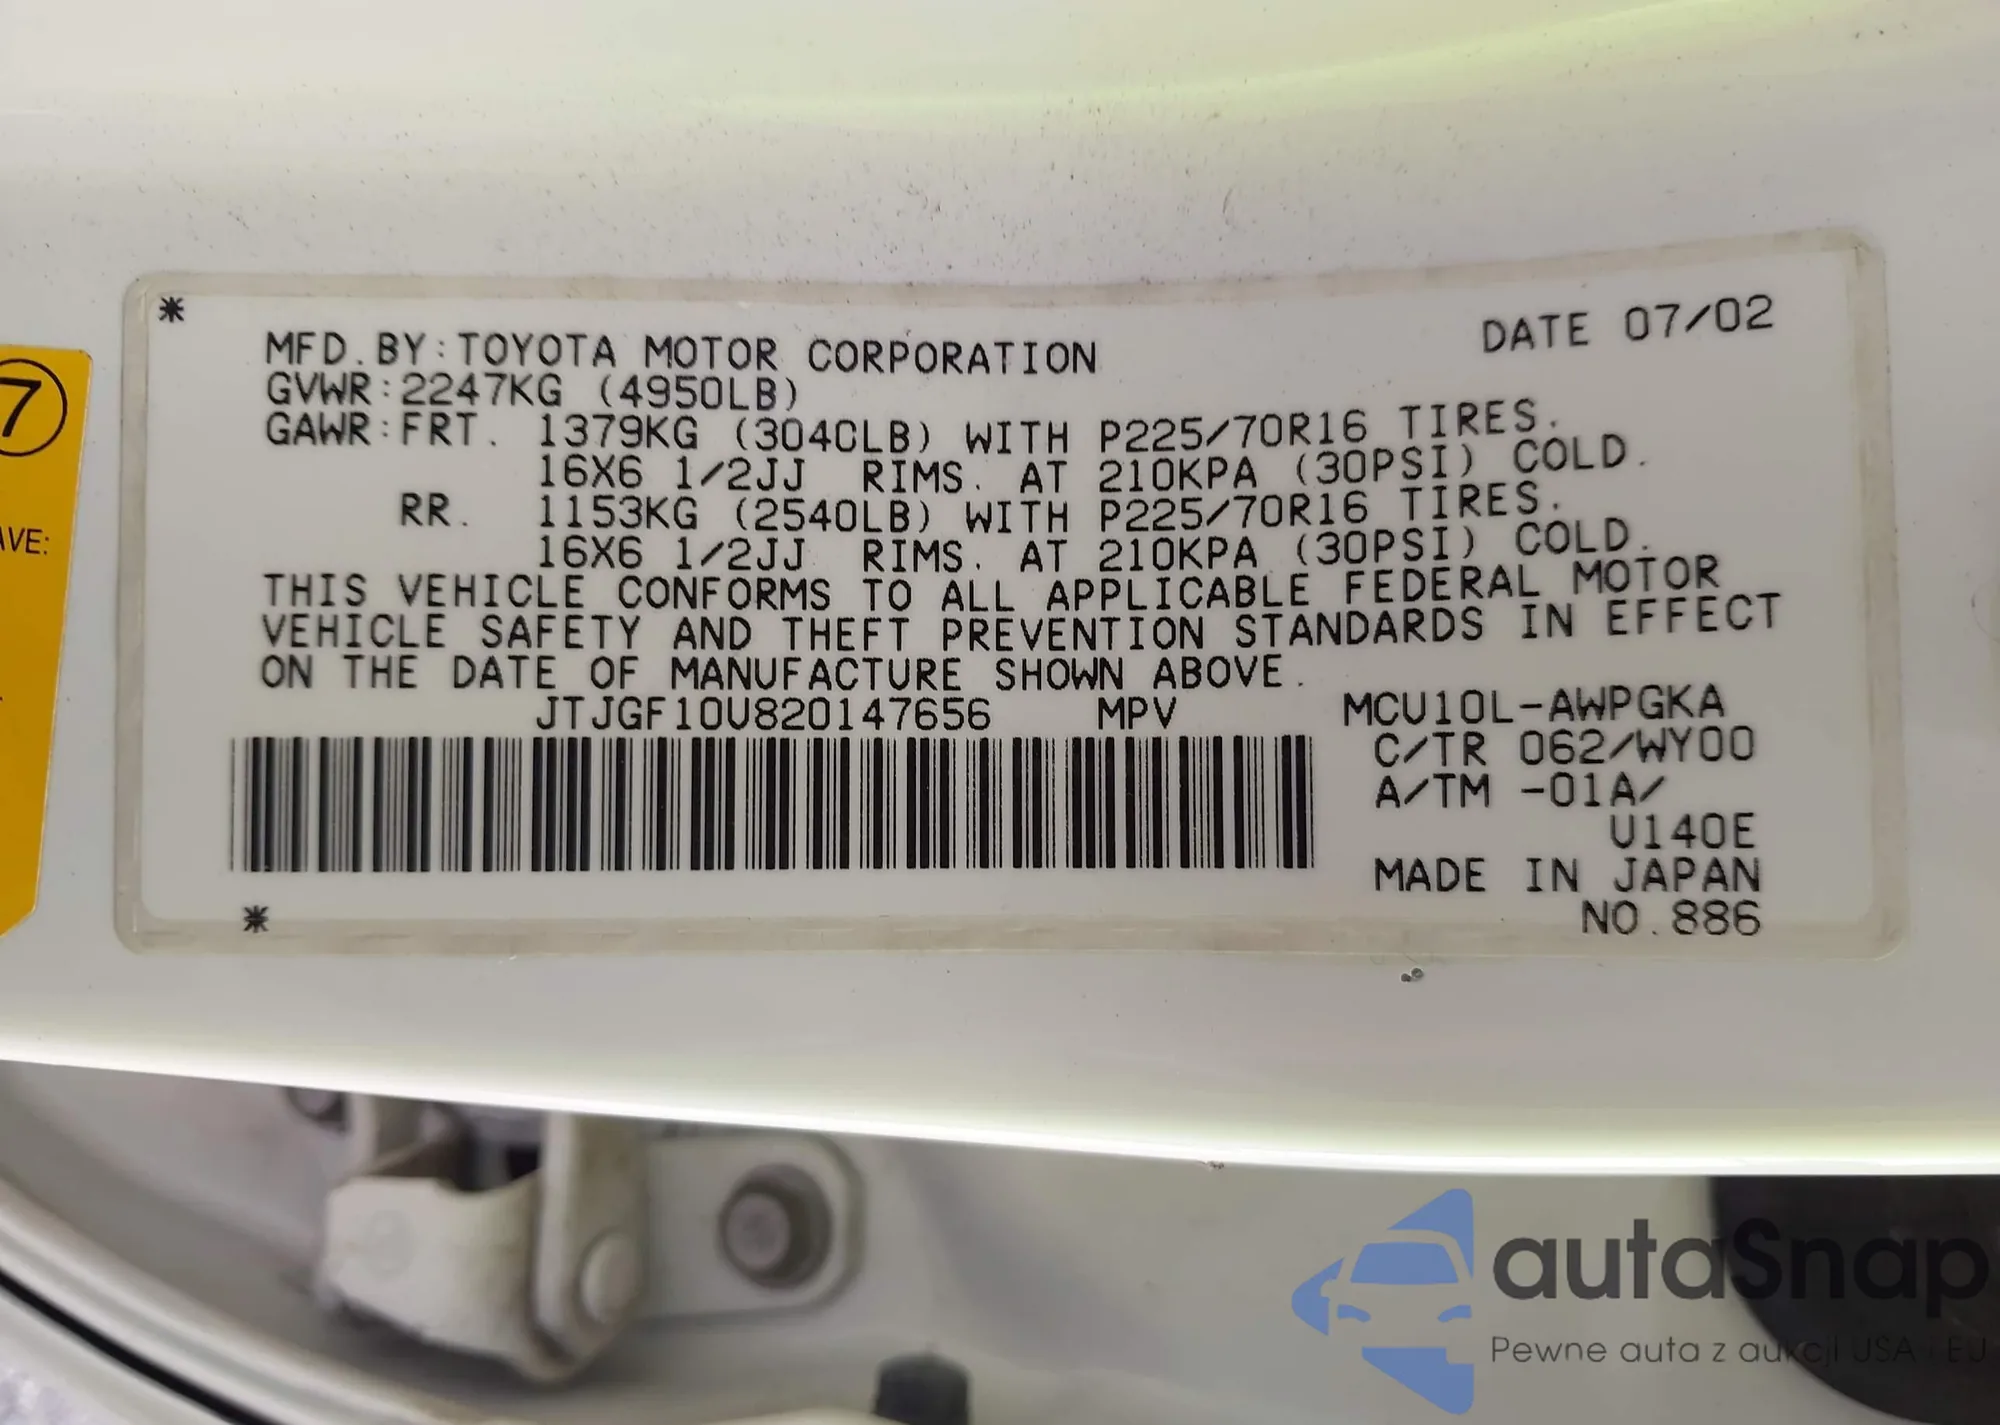 7
AVE:
*
DATE 07/02
MFD.BY:TOYOTA MOTOR CORPORATION
GVWR:2247KG (4950LB)
GAWR:FRT. 1379KG (3040LB) WITH P225/70R16 TIRES.
16X6 1/2JJ RIMS. AT 210KPA (30PSI) COLD.
RR. 1153KG (2540LB) WITH P225/70R16 TIRES.
16X6 1/2JJ RIMS. AT 210KPA (30PSI) COLD.
THIS VEHICLE CONFORMS TO ALL APPLICABLE FEDERAL MOTOR
VEHICLE SAFETY AND THEFT PREVENTION STANDARDS IN EFFECT
ON THE DATE OF MANUFACTURE SHOWN ABOVE.
JTJGF10U820147656 MPV MCU10L-AWPGKA
C/TR 062/WY00
A/TM -01A/
U140E
MADE IN JAPAN
NO.886
*
autaSnap
Pewne auta z aukcji USA i EU